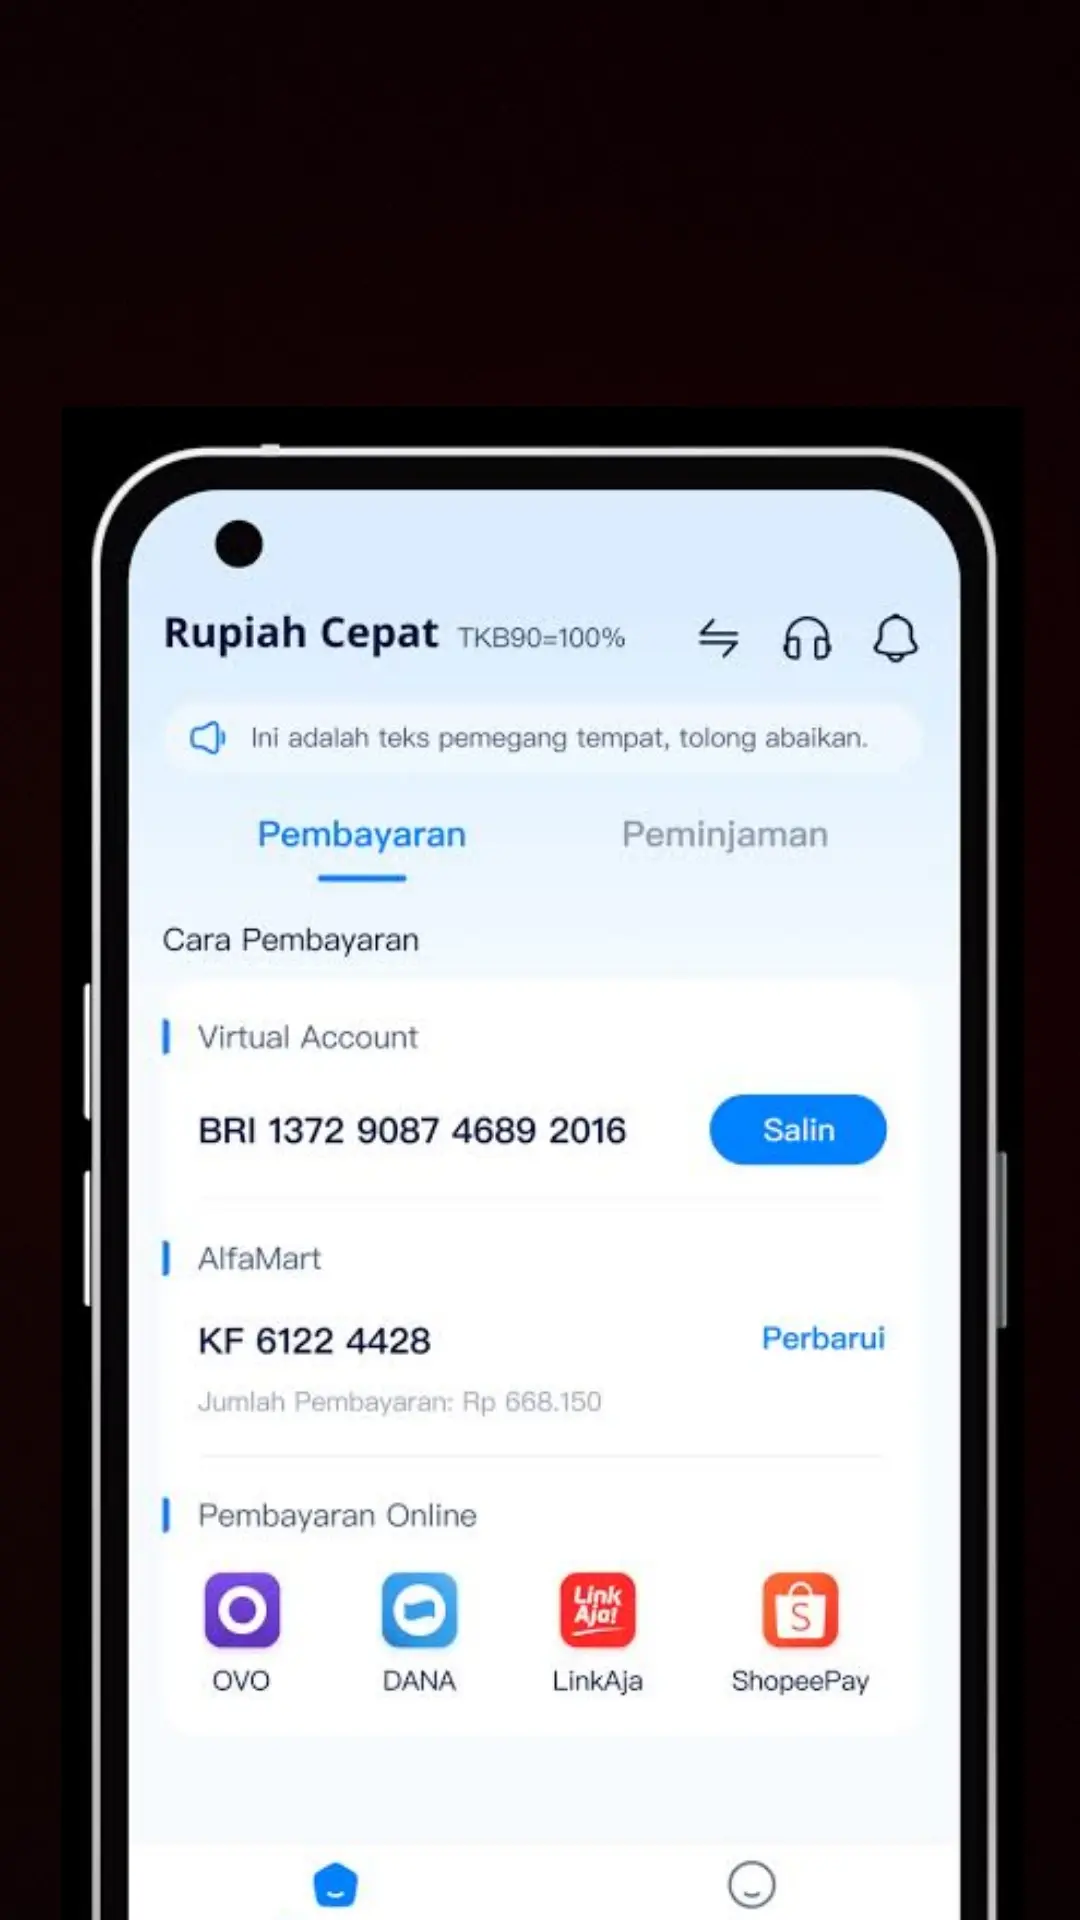 Rupiah Cepat TKB90=100%
Ini adalah teks pemegang tempat, tolong abaikan.
Pembayaran Peminjaman
Cara Pembayaran
Virtual Account
BRI 1372 9087 4689 2016 Salin
AlfaMart
KF 6122 4428 Perbarui
Jumlah Pembayaran: Rp 668.150
Pembayaran Online
Link
Aja!
S
OVO DANA LinkAja ShopeePay